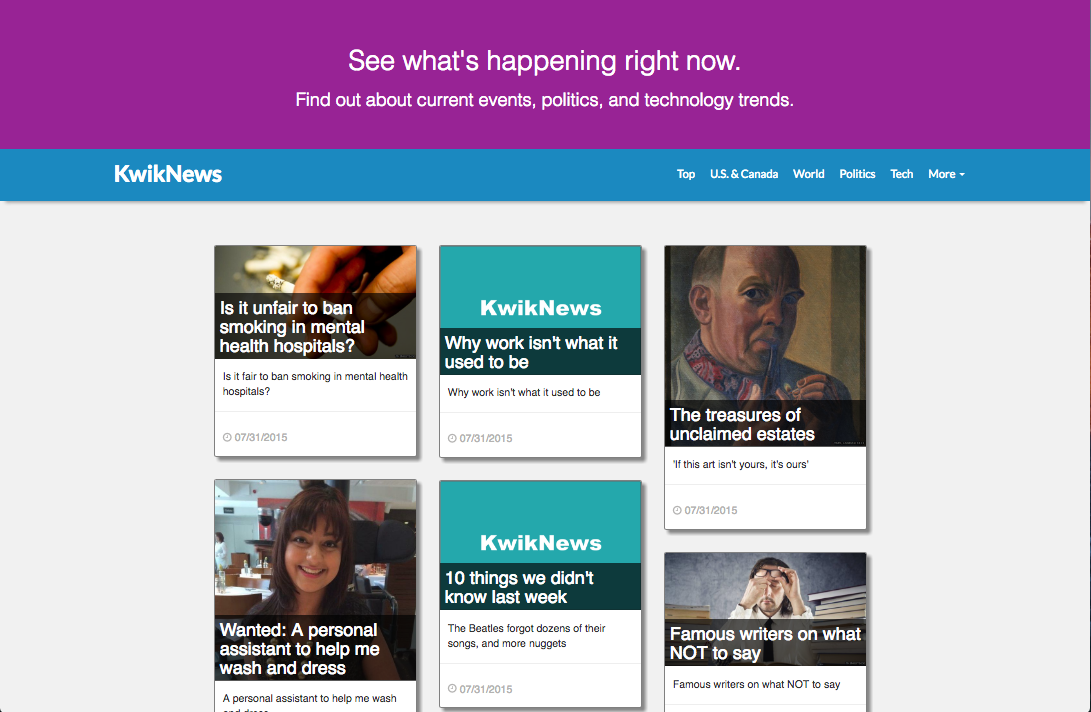 See what's happening right now.
Find out about current events, politics, and technology trends.
KwikNews
Top U.S. & Canada World Politics Tech More
Is it unfair to ban
smoking in mental
health hospitals?
Is it fair to ban smoking in mental health
hospitals?
07/31/2015
Wanted: A personal
assistant to help me
wash and dress
A personal assistant to help me wash
and dress
KwikNews
Why work isn't what it
used to be
Why work isn't what it used to be
07/31/2015
KwikNews
10 things we didn't
know last week
The Beatles forgot dozens of their
songs, and more nuggets
07/31/2015
The treasures of
unclaimed estates
'If this art isn't yours, it's ours'
07/31/2015
Famous writers on what
NOT to say
Famous writers on what NOT to say